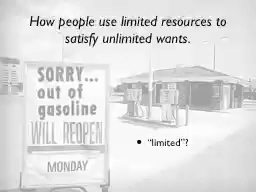 How people use limited resources to
satisfy unlimited wants.
SORRY...
out of
gasoline
WILL REOPEN
MONDAY
• “limited”?